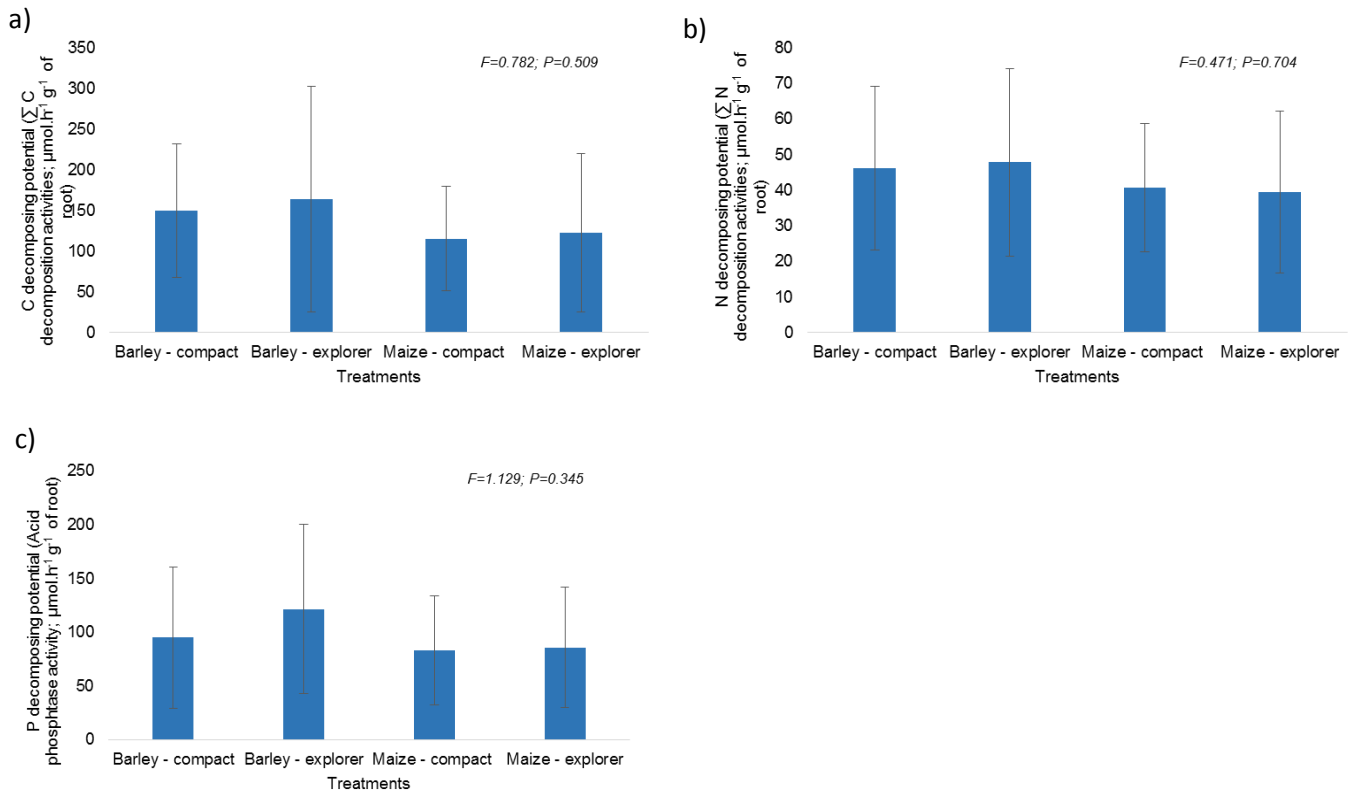 a)
C decomposing potential (∑ C
decomposition activities; µmol.h⁻¹ g⁻¹ of
root)
350
300
250
200
150
100
50
0
F=0.782; P=0.509
Barley - compact Barley - explorer Maize - compact Maize - explorer
Treatments
b)
N decomposing potential (∑ N
decomposition activities; µmol.h⁻¹ g⁻¹ of
root)
80
70
60
50
40
30
20
10
0
F=0.471; P=0.704
Barley - compact Barley - explorer Maize - compact Maize - explorer
Treatments
c)
P decomposing potential (Acid
phosphtase activity; µmol.h⁻¹ g⁻¹ of root)
250
200
150
100
50
0
F=1.129; P=0.345
Barley - compact Barley - explorer Maize - compact Maize - explorer
Treatments